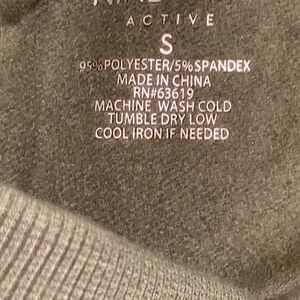 ACTIVE
S
95% POLYESTER/5% SPANDEX
MADE IN CHINA
RN#63619
MACHINE WASH COLD
TUMBLE DRY LOW
COOL IRON IF NEEDED